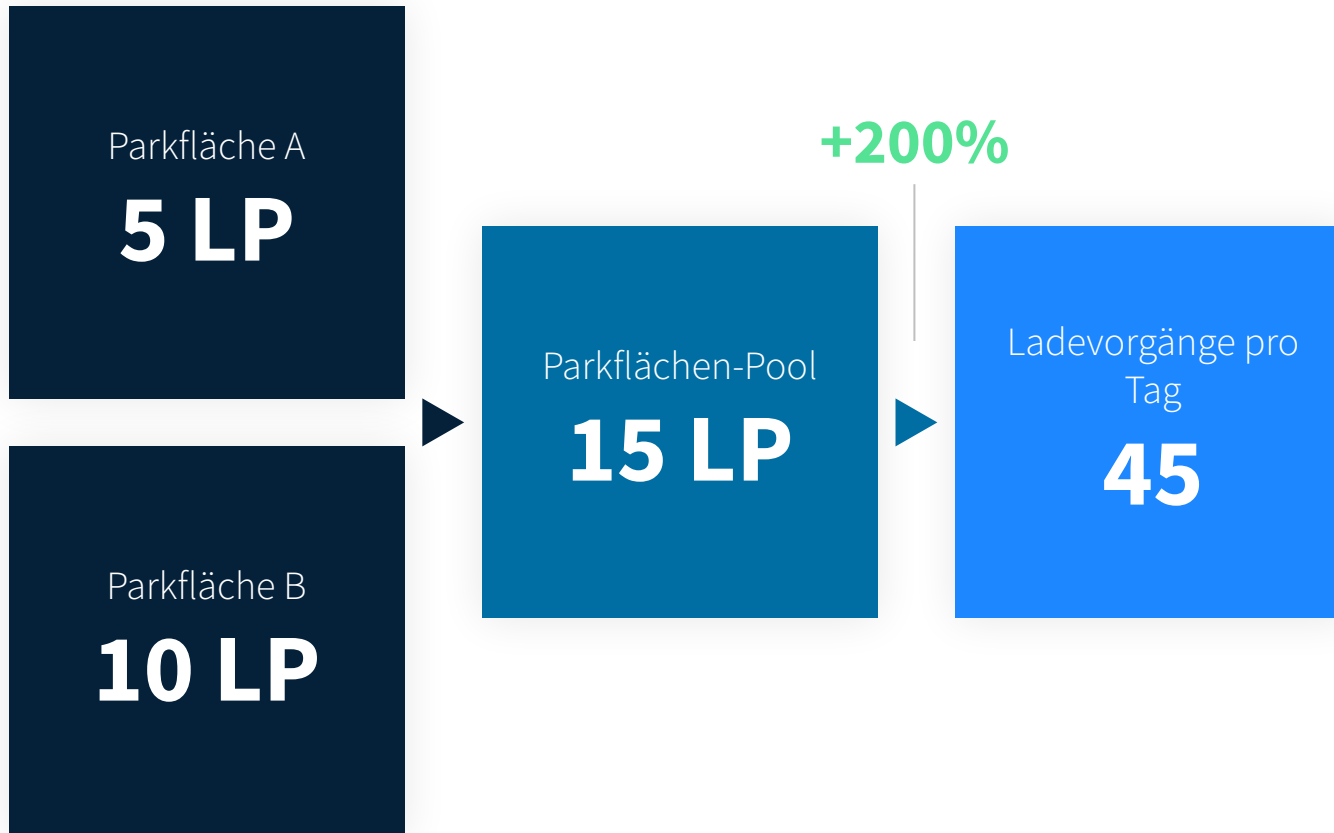 Parkfläche A
5 LP
Parkfläche B
10 LP
Parkflächen-Pool
15 LP
+200%
Ladevorgänge pro
Tag
45